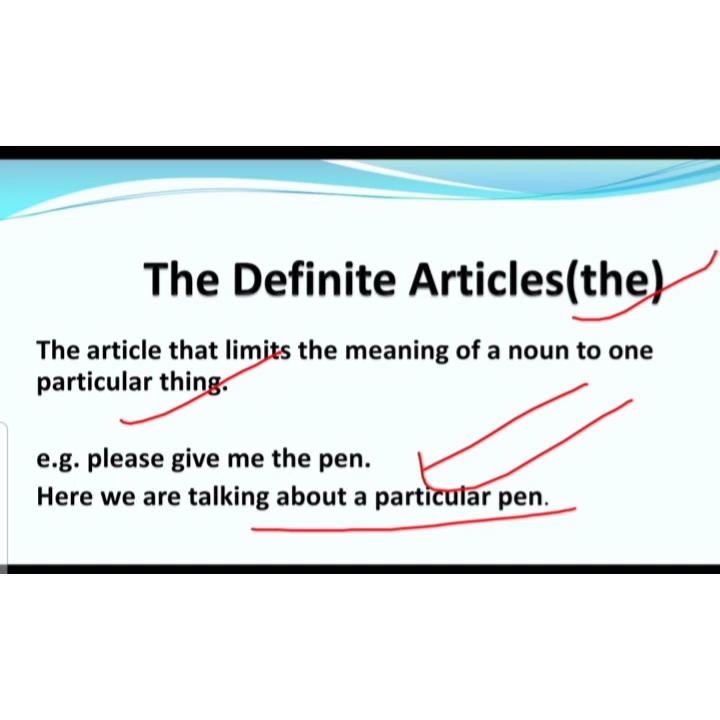 The Definite Articles(the)
The article that limits the meaning of a noun to one
particular thing.
e.g. please give me the pen.
Here we are talking about a particular pen.